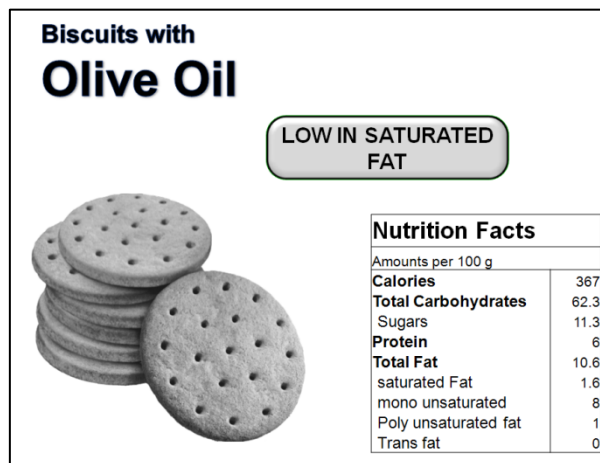 Biscuits with
Olive Oil
LOW IN SATURATED
FAT
Nutrition Facts
Amounts per 100 g
Calories 367
Total Carbohydrates 62.3
Sugars 11.3
Protein 6
Total Fat 10.6
saturated Fat 1.6
mono unsaturated 8
Poly unsaturated fat 1
Trans fat 0